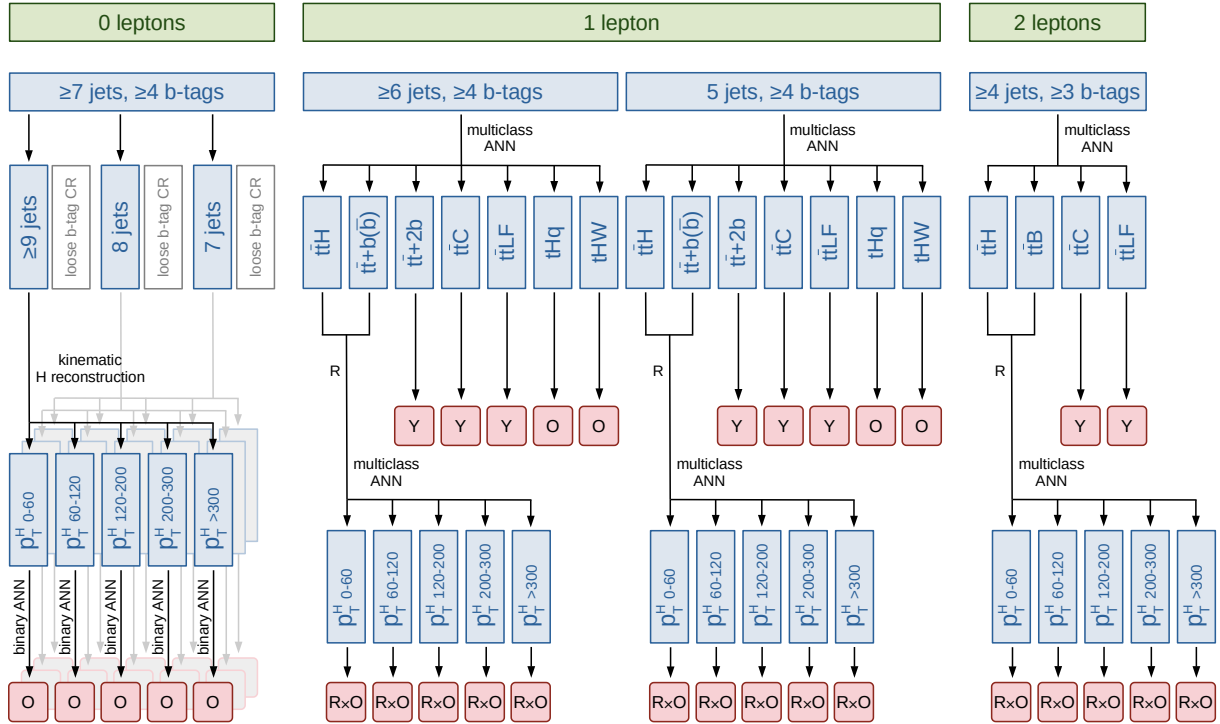 0 leptons
1 lepton
2 leptons
≥7 jets, ≥4 b-tags
≥6 jets, ≥4 b-tags
5 jets, ≥4 b-tags
≥4 jets, ≥3 b-tags
multiclass
ANN
multiclass
ANN
multiclass
ANN
≥9 jets
loose b-tag CR
8 jets
loose b-tag CR
7 jets
loose b-tag CR
tt̄H
tt̄+b(b̄)
tt̄+2b
tt̄C
tt̄LF
tHq
tHW
tt̄H
tt̄+b(b̄)
tt̄+2b
tt̄C
tt̄LF
tHq
tHW
tt̄H
tt̄B
tt̄C
tt̄LF
kinematic
H reconstruction
R
R
R
Y Y Y O O
Y Y Y O O
Y Y
multiclass
ANN
multiclass
ANN
multiclass
ANN
p_T^H 0-60
p_T^H 60-120
p_T^H 120-200
p_T^H 200-300
p_T^H >300
p_T^H 0-60
p_T^H 60-120
p_T^H 120-200
p_T^H 200-300
p_T^H >300
p_T^H 0-60
p_T^H 60-120
p_T^H 120-200
p_T^H 200-300
p_T^H >300
p_T^H 0-60
p_T^H 60-120
p_T^H 120-200
p_T^H 200-300
p_T^H >300
binary ANN
binary ANN
binary ANN
binary ANN
binary ANN
O O O O O
R×O R×O R×O R×O R×O
R×O R×O R×O R×O R×O
R×O R×O R×O R×O R×O